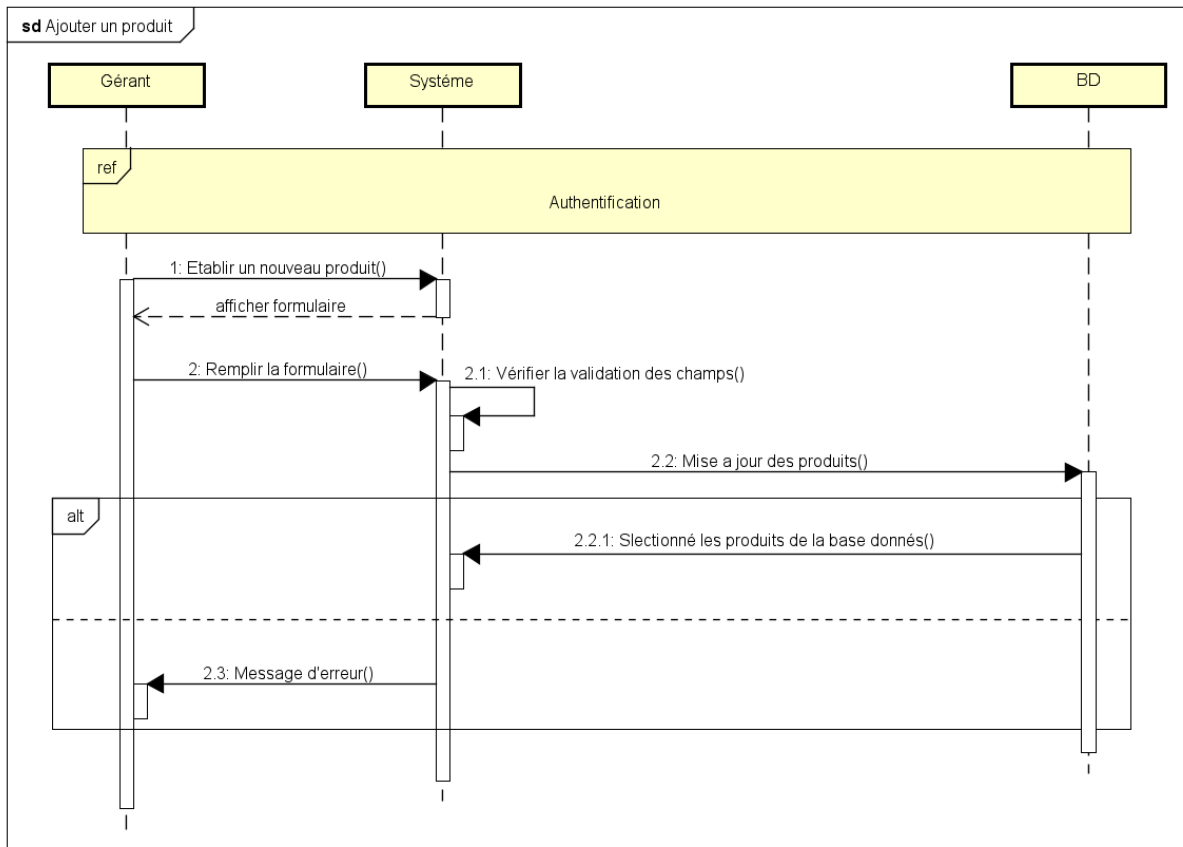 sd Ajouter un produit
Gérant
Systéme
BD
ref
Authentification
1: Etablir un nouveau produit()
afficher formulaire
2: Remplir la formulaire()
2.1: Vérifier la validation des champs()
2.2: Mise a jour des produits()
alt
2.2.1: Slectionné les produits de la base donnés()
2.3: Message d'erreur()